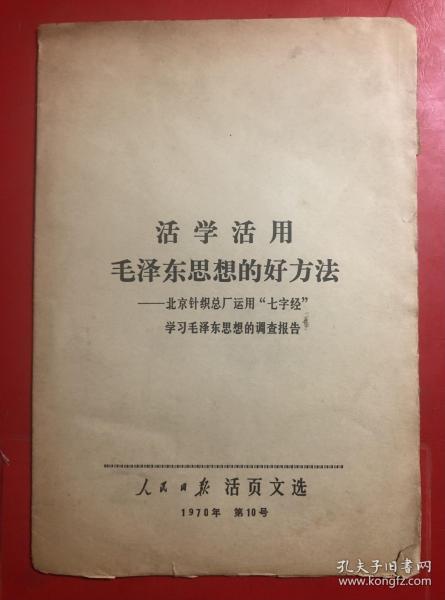 活学活用
毛泽东思想的好方法
——北京针织总厂运用“七字经”
学习毛泽东思想的调查报告
人民日报 活页文选
1970年 第10号
孔夫子旧书网
www.kongfz.com